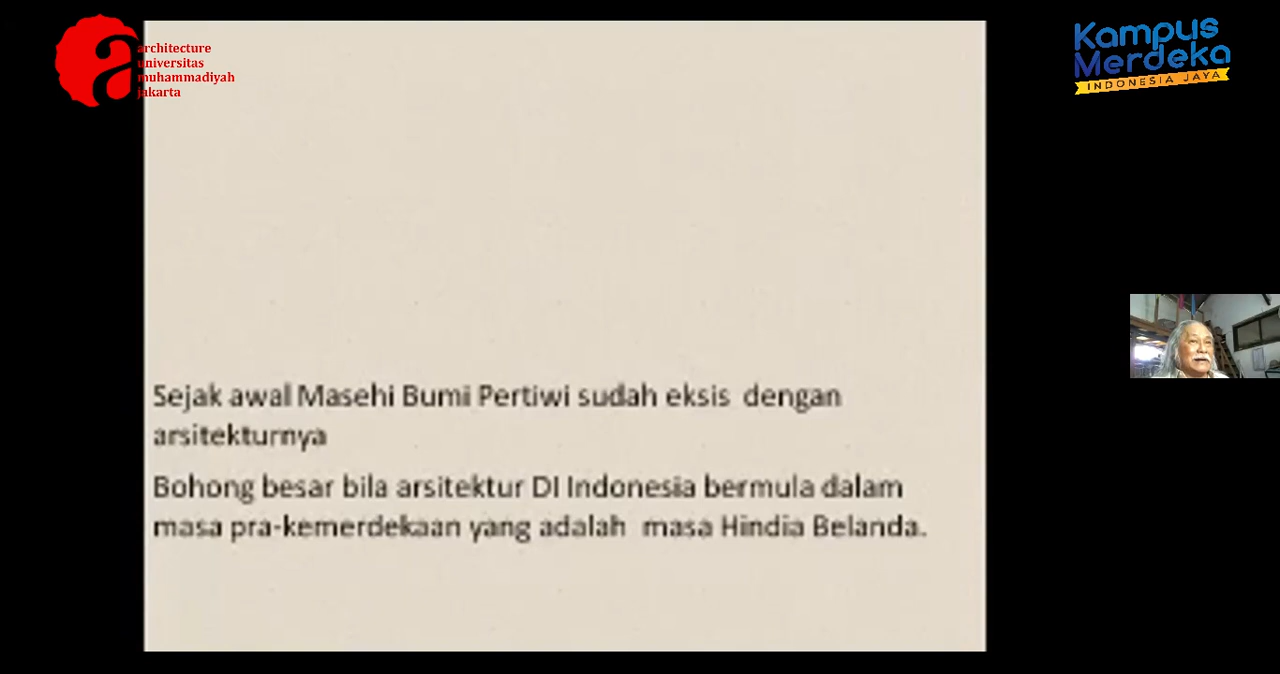 architecture
universitas
muhammadiyah
jakarta
Kampus
Merdeka
INDONESIA JAYA
Sejak awal Masehi Bumi Pertiwi sudah eksis dengan
arsitekturnya
Bohong besar bila arsitektur DI Indonesia bermula dalam
masa pra-kemerdekaan yang adalah masa Hindia Belanda.